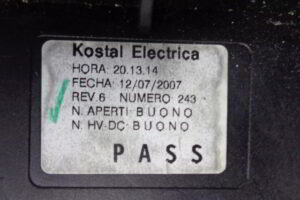 Kostal Electrica
HORA: 20.13.14
FECHA: 12/07/2007
REV.6 NUMERO: 243
N. APERTI BUONO
N. HV-DC BUONO
PASS